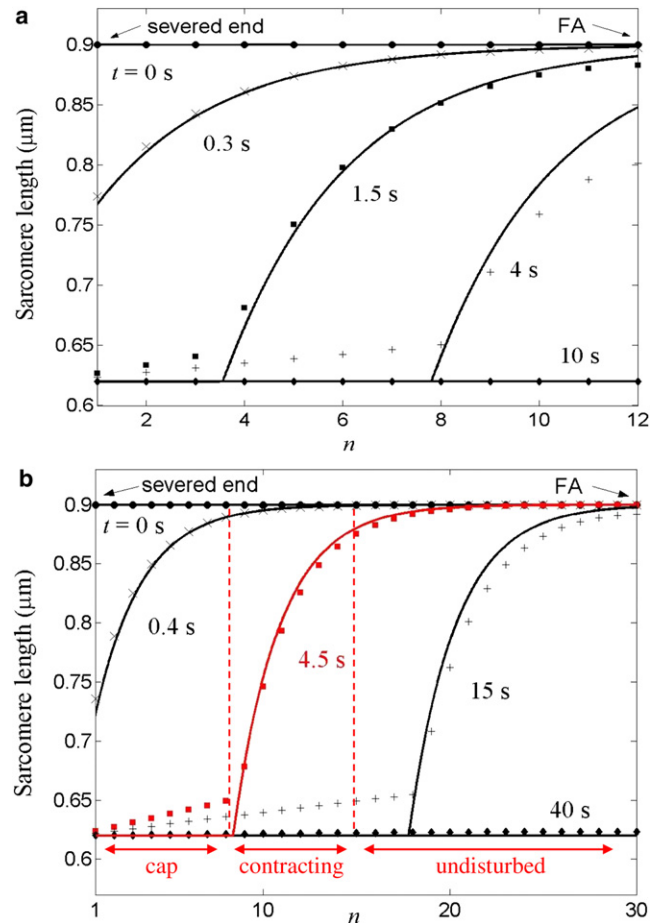 a
severed end
FA
t = 0 s
0.3 s
1.5 s
4 s
10 s
0.9
0.85
0.8
0.75
0.7
0.65
0.6
Sarcomere length (μm)
2
4
6
8
10
12
n
b
severed end
FA
t = 0 s
0.4 s
4.5 s
15 s
40 s
0.9
0.85
0.8
0.75
0.7
0.65
0.6
Sarcomere length (μm)
cap
contracting
undisturbed
1
10
20
30
n